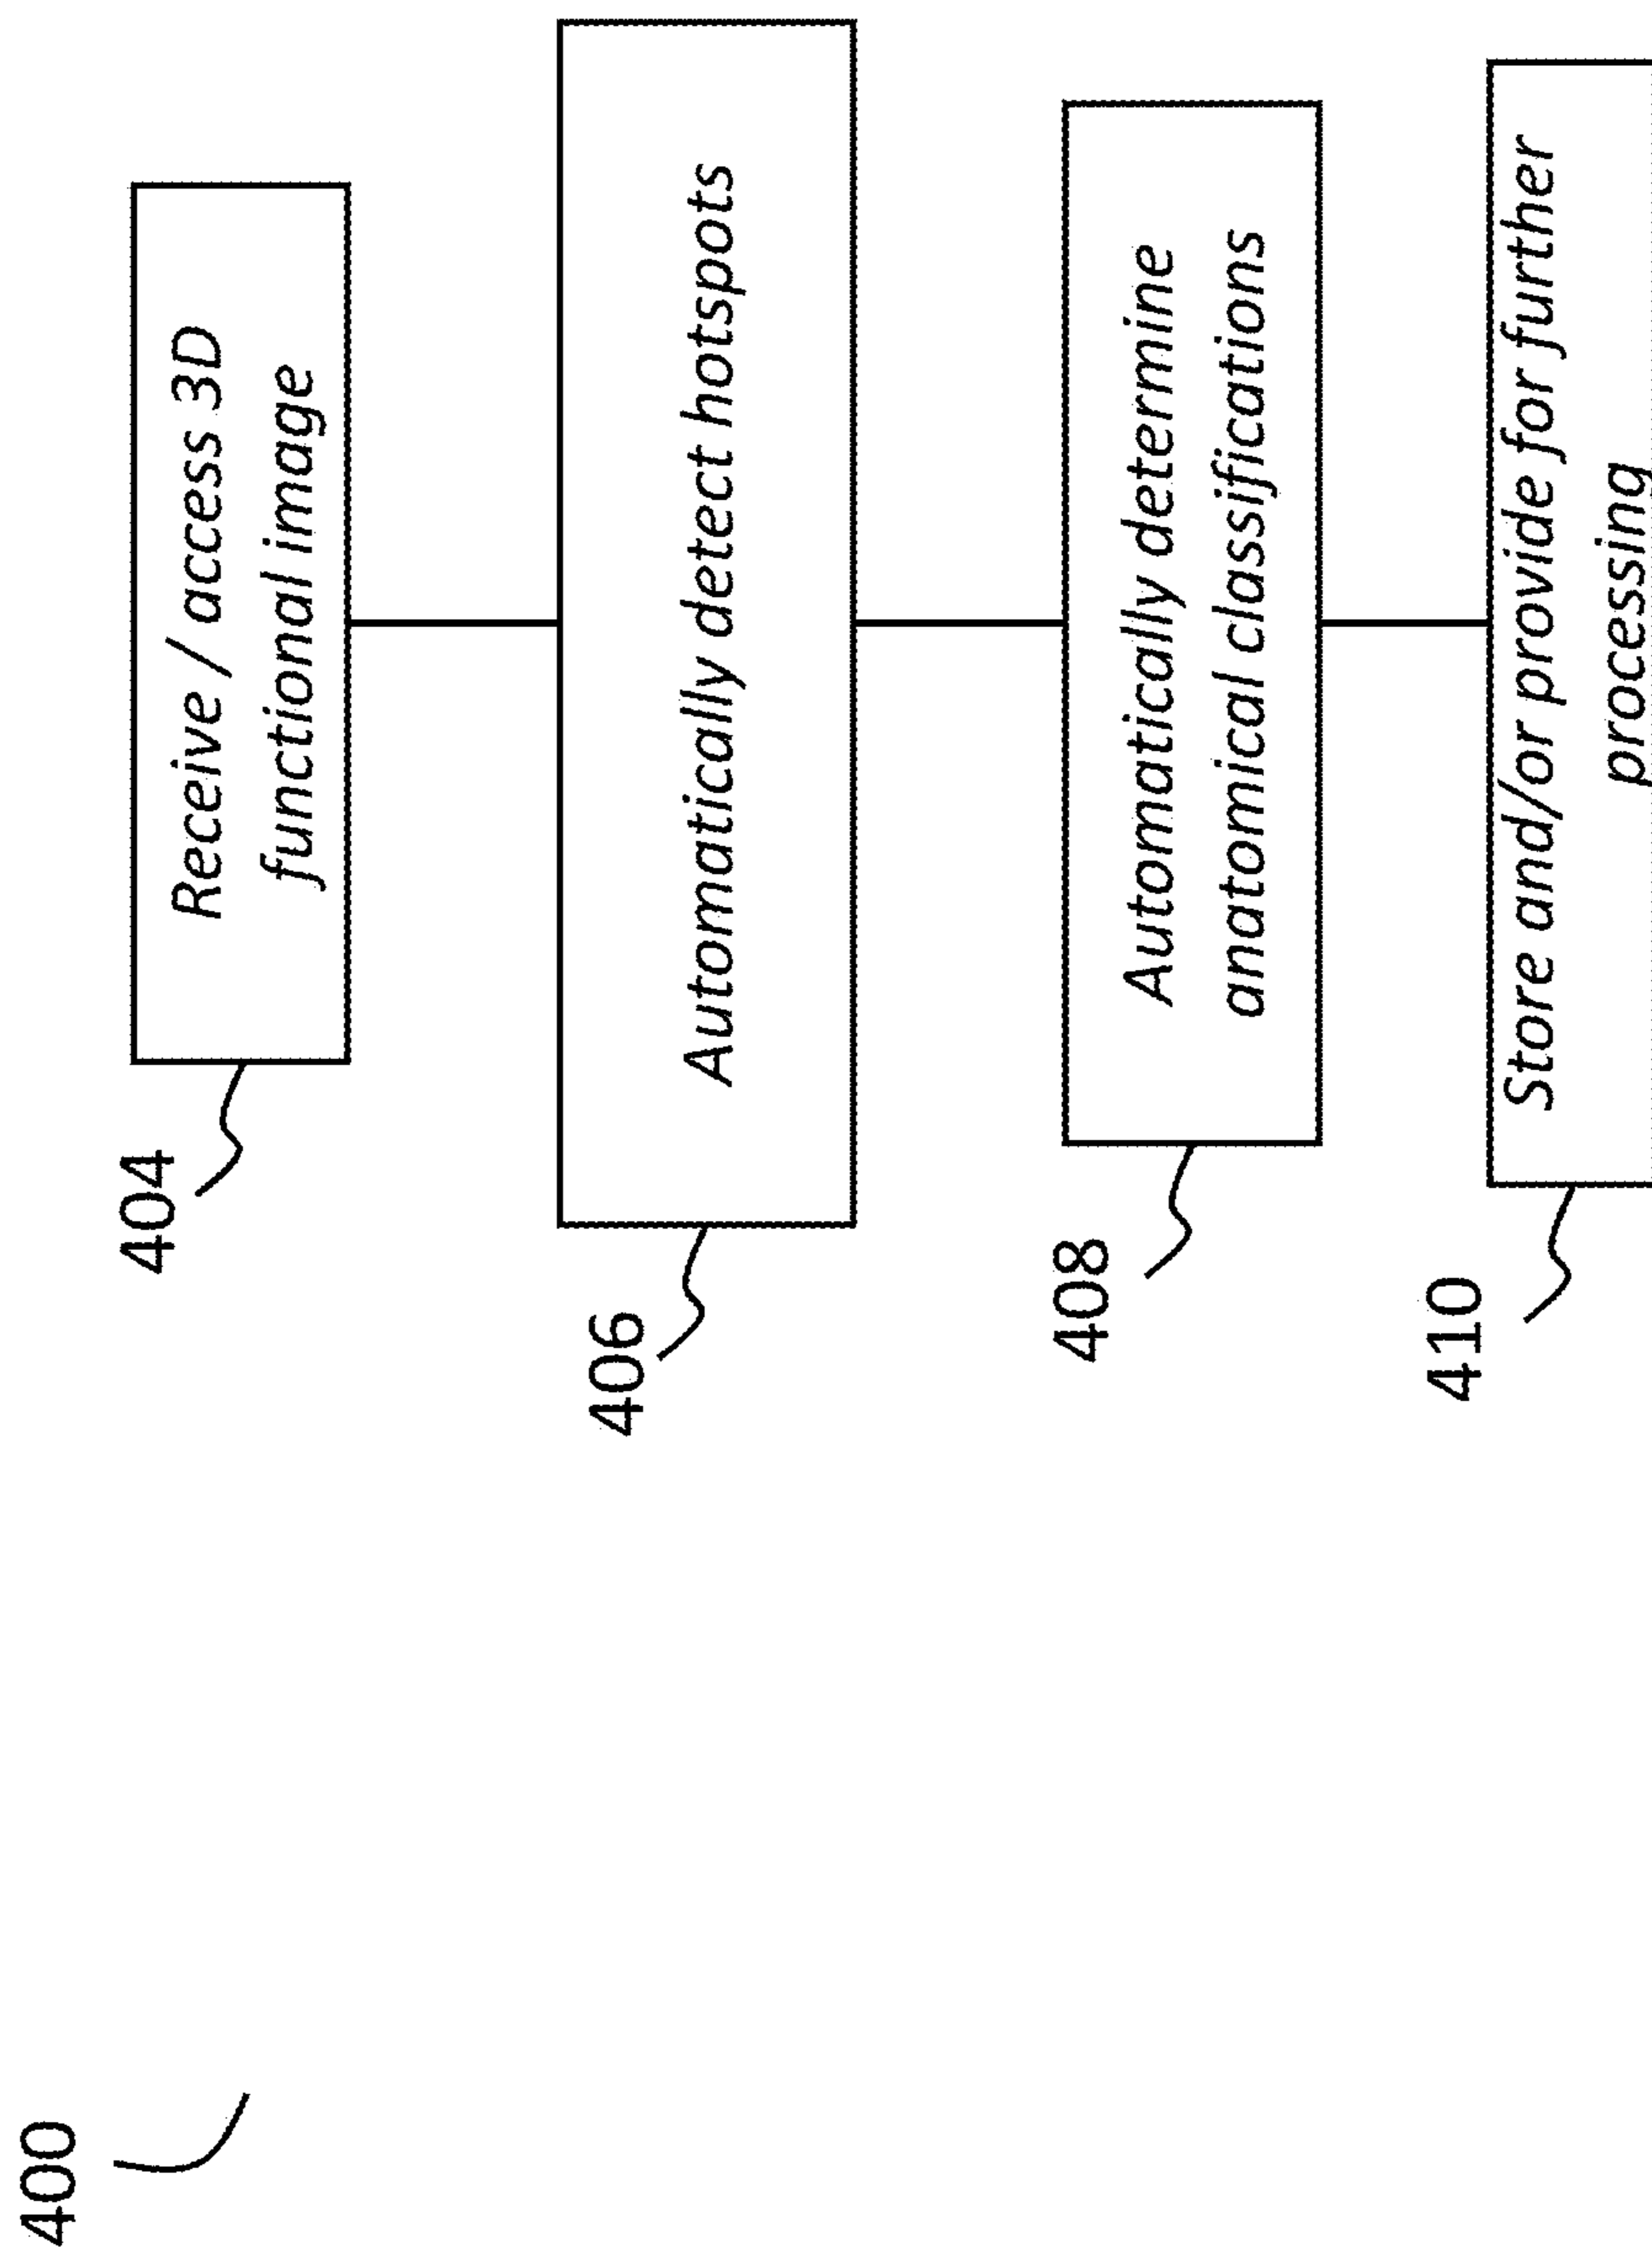 400
404
Receive / access 3D
functional image
406
Automatically detect hotspots
408
Automatically determine
anatomical classifications
410
Store and/or provide for further
processing